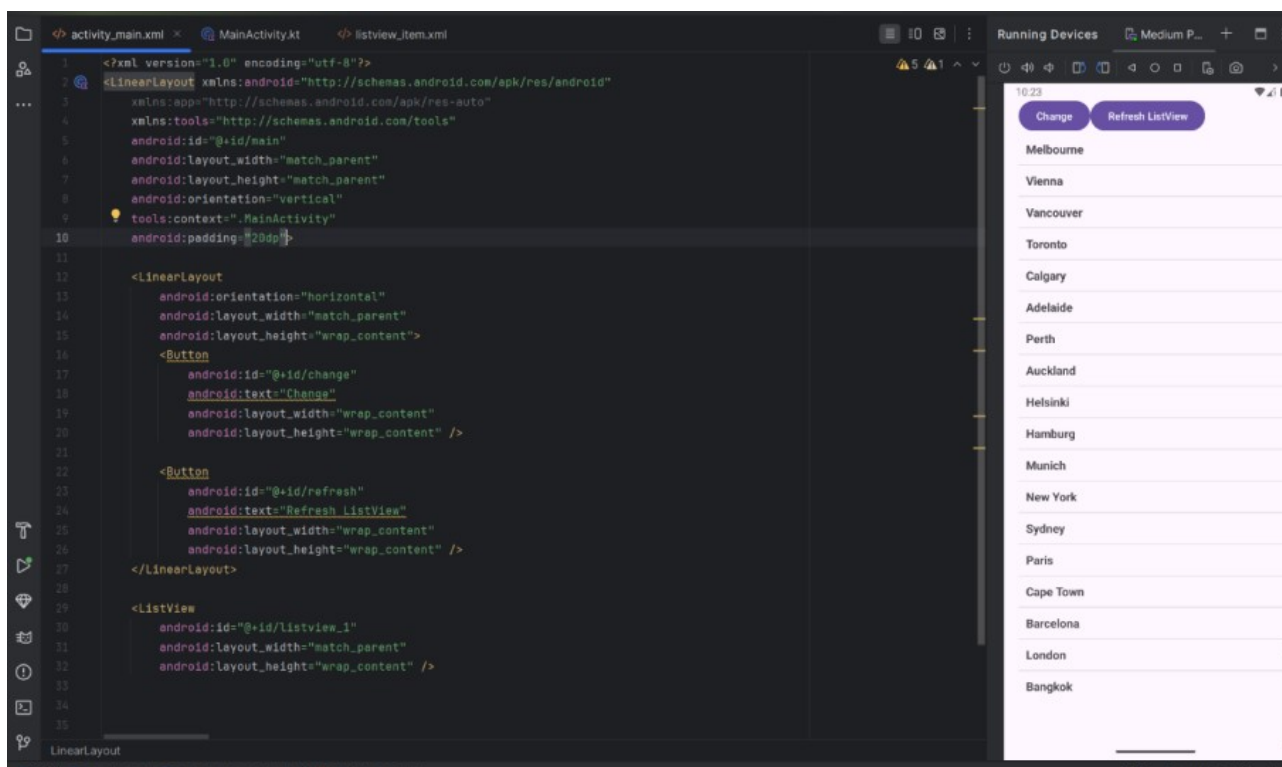 activity_main.xml
MainActivity.kt
listview_item.xml
Running Devices
Medium P...
5
1
1 <?xml version="1.0" encoding="utf-8"?>
2 <LinearLayout xmlns:android="http://schemas.android.com/apk/res/android"
3 xmlns:app="http://schemas.android.com/apk/res-auto"
4 xmlns:tools="http://schemas.android.com/tools"
5 android:id="@+id/main"
6 android:layout_width="match_parent"
7 android:layout_height="match_parent"
8 android:orientation="vertical"
9 tools:context=".MainActivity"
10 android:padding="20dp">
11
12 <LinearLayout
13 android:orientation="horizontal"
14 android:layout_width="match_parent"
15 android:layout_height="wrap_content">
16 <Button
17 android:id="@+id/change"
18 android:text="Change"
19 android:layout_width="wrap_content"
20 android:layout_height="wrap_content" />
21
22 <Button
23 android:id="@+id/refresh"
24 android:text="Refresh ListView"
25 android:layout_width="wrap_content"
26 android:layout_height="wrap_content" />
27 </LinearLayout>
28
29 <ListView
30 android:id="@+id/listview_1"
31 android:layout_width="match_parent"
32 android:layout_height="wrap_content" />
33
34
35
LinearLayout
10:23
Change
Refresh ListView
Melbourne
Vienna
Vancouver
Toronto
Calgary
Adelaide
Perth
Auckland
Helsinki
Hamburg
Munich
New York
Sydney
Paris
Cape Town
Barcelona
London
Bangkok